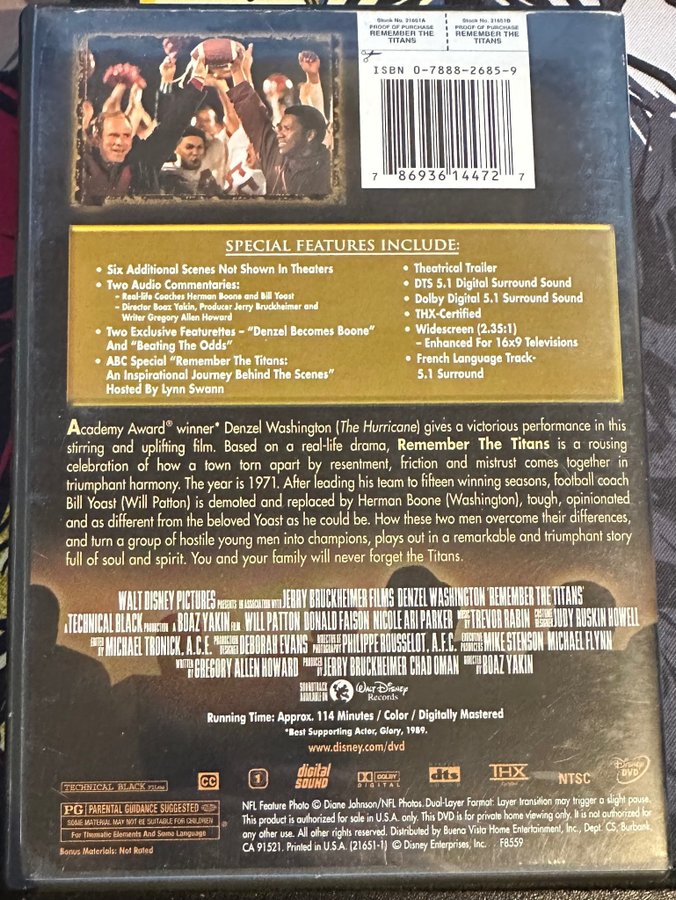 Stock No. 21651A
PROOF OF PURCHASE
REMEMBER THE
TITANS
Stock No. 21651B
PROOF OF PURCHASE
REMEMBER THE
TITANS
ISBN 0-7888-2685-9
7 86936 14472 7
SPECIAL FEATURES INCLUDE:
• Six Additional Scenes Not Shown In Theaters
• Two Audio Commentaries:
– Real-life Coaches Herman Boone and Bill Yoast
– Director Boaz Yakin, Producer Jerry Bruckheimer and
Writer Gregory Allen Howard
• Two Exclusive Featurettes – "Denzel Becomes Boone"
And "Beating The Odds"
• ABC Special "Remember The Titans:
An Inspirational Journey Behind The Scenes"
Hosted By Lynn Swann
• Theatrical Trailer
• DTS 5.1 Digital Surround Sound
• Dolby Digital 5.1 Surround Sound
• THX-Certified
• Widescreen (2.35:1)
– Enhanced For 16x9 Televisions
• French Language Track-
5.1 Surround
Academy Award® winner* Denzel Washington (The Hurricane) gives a victorious performance in this
stirring and uplifting film. Based on a real-life drama, Remember The Titans is a rousing
celebration of how a town torn apart by resentment, friction and mistrust comes together in
triumphant harmony. The year is 1971. After leading his team to fifteen winning seasons, football coach
Bill Yoast (Will Patton) is demoted and replaced by Herman Boone (Washington), tough, opinionated
and as different from the beloved Yoast as he could be. How these two men overcome their differences,
and turn a group of hostile young men into champions, plays out in a remarkable and triumphant story
full of soul and spirit. You and your family will never forget the Titans.
WALT DISNEY PICTURES PRESENTS IN ASSOCIATION WITH JERRY BRUCKHEIMER FILMS DENZEL WASHINGTON "REMEMBER THE TITANS"
A TECHNICAL BLACK PRODUCTION A BOAZ YAKIN FILM WILL PATTON DONALD FAISON NICOLE ARI PARKER MUSIC BY TREVOR RABIN COSTUME DESIGNER JUDY RUSKIN HOWELL
EDITED BY MICHAEL TRONICK, A.C.E. PRODUCTION DESIGNER DEBORAH EVANS DIRECTOR OF PHOTOGRAPHY PHILIPPE ROUSSELOT, A.F.C. EXECUTIVE PRODUCERS MIKE STENSON MICHAEL FLYNN
WRITTEN BY GREGORY ALLEN HOWARD PRODUCED BY JERRY BRUCKHEIMER CHAD OMAN DIRECTED BY BOAZ YAKIN
SOUNDTRACK AVAILABLE ON WALT DISNEY Records
Running Time: Approx. 114 Minutes / Color / Digitally Mastered
*Best Supporting Actor, Glory, 1989.
www.disney.com/dvd
TECHNICAL BLACK FILMS
CC
1
digital SOUND
DOLBY DIGITAL
dts
THX
NTSC
Disney DVD
PG PARENTAL GUIDANCE SUGGESTED
SOME MATERIAL MAY NOT BE SUITABLE FOR CHILDREN
For Thematic Elements And Some Language
Bonus Materials: Not Rated
NFL Feature Photo © Diane Johnson/NFL Photos. Dual-Layer Format: Layer transition may trigger a slight pause.
This product is authorized for sale in U.S.A. only. This DVD is for private home viewing only. It is not authorized for
any other use. All other rights reserved. Distributed by Buena Vista Home Entertainment, Inc., Dept. CS, Burbank,
CA 91521. Printed in U.S.A. (21651-1) © Disney Enterprises, Inc. F8559